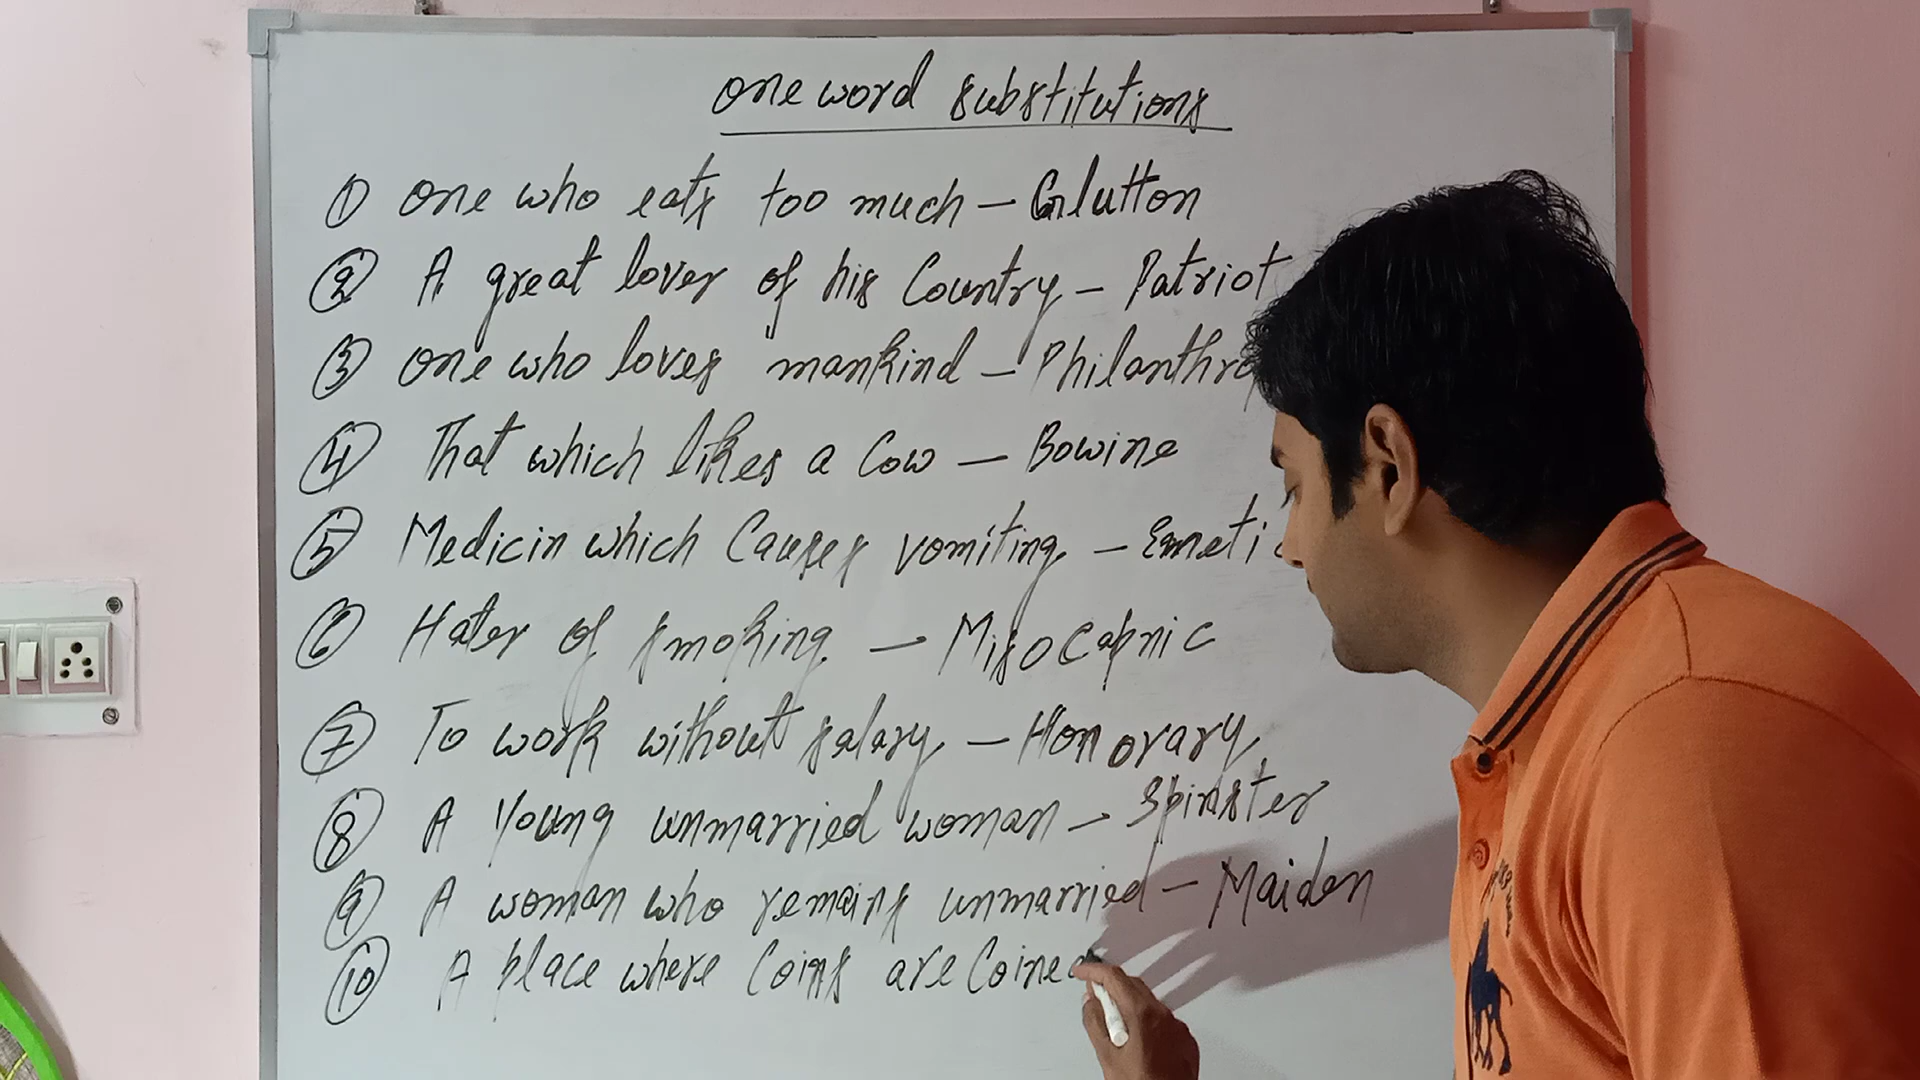 one word substitutions
① one who eats too much – Glutton
② A great lover of his Country – Patriot
③ one who loves mankind – Philanthro
④ That which likes a Cow – Bowine
⑤ Medicin which Causes vomiting – Emetic
⑥ Hater of smoking. – Misocapnic
⑦ To work without salary – Honorary
⑧ A Young unmarried woman – Spinster
⑨ A woman who remains unmarried – Maiden
⑩ A place where Coins are Coined